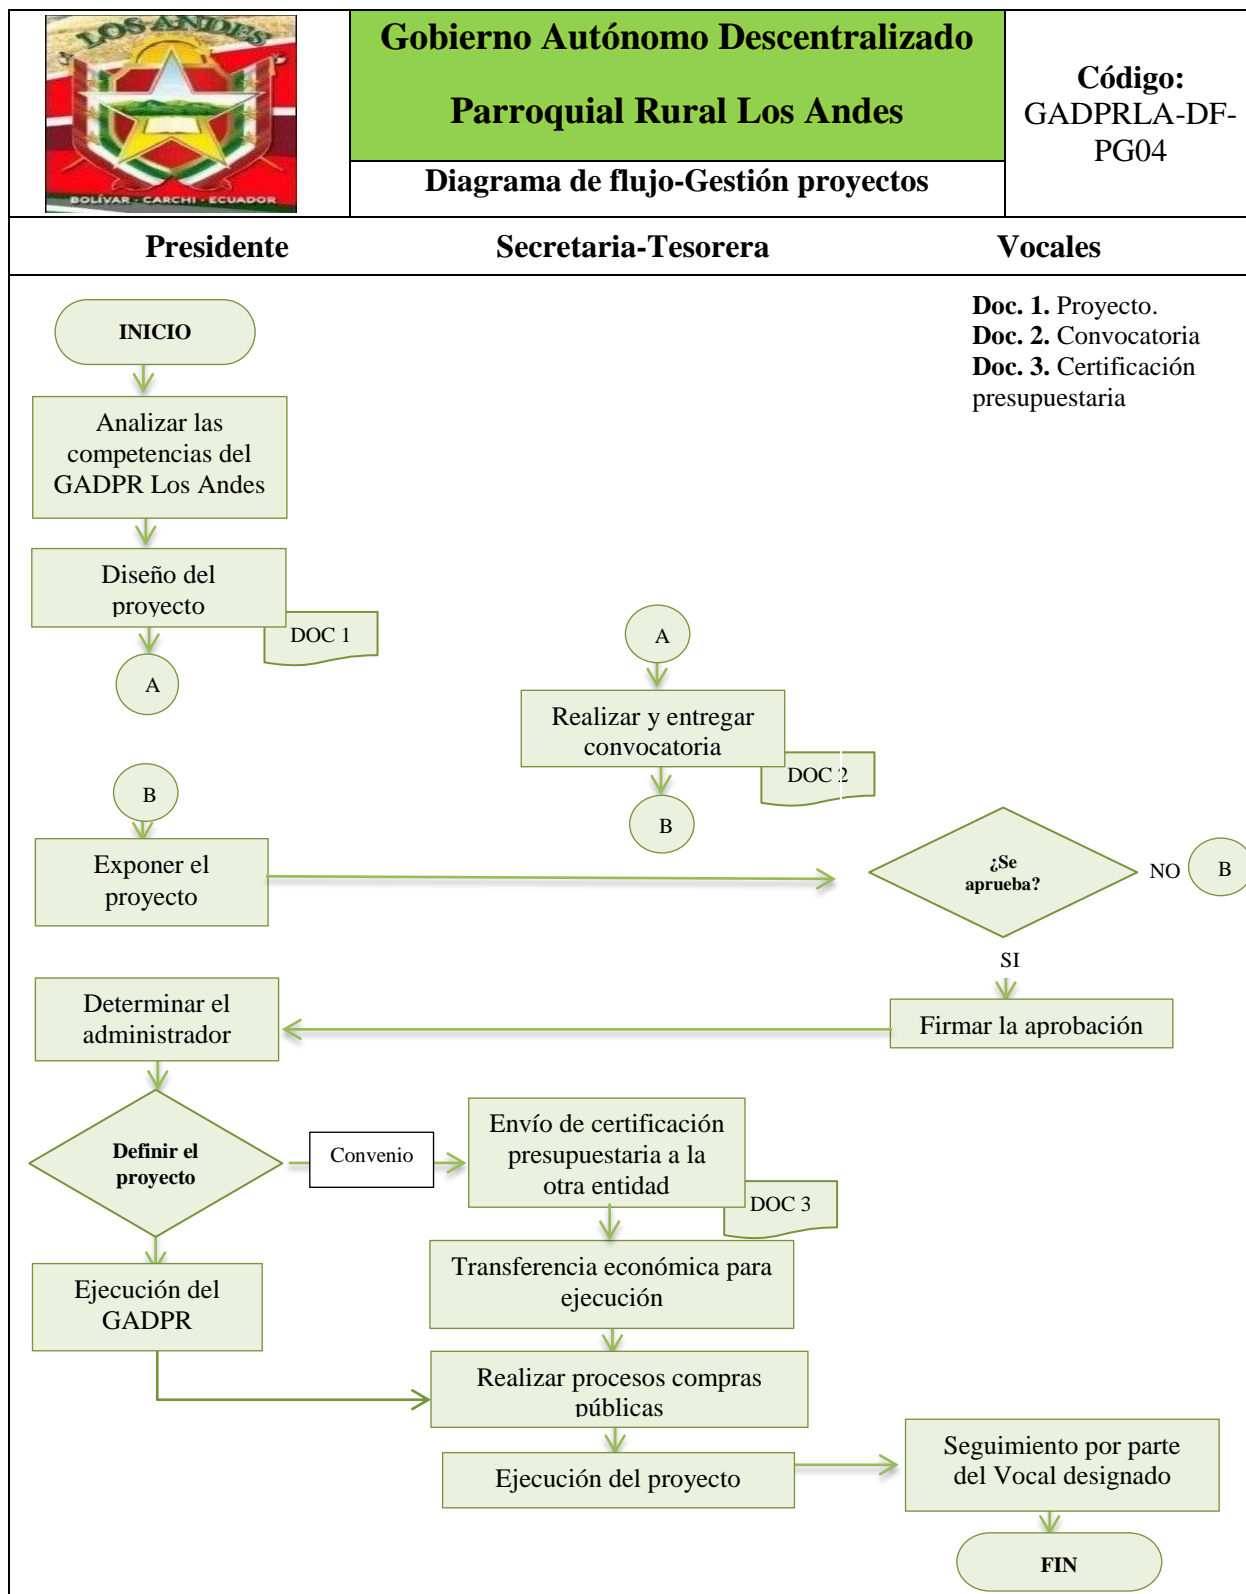 LOS ANDES
BOLÍVAR - CARCHI - ECUADOR
Gobierno Autónomo Descentralizado
Parroquial Rural Los Andes
Diagrama de flujo-Gestión proyectos
Código:
GADPRLA-DF-
PG04
Presidente
Secretaria-Tesorera
Vocales
Doc. 1. Proyecto.
Doc. 2. Convocatoria
Doc. 3. Certificación
presupuestaria
INICIO
Analizar las
competencias del
GADPR Los Andes
Diseño del
proyecto
DOC 1
A
A
Realizar y entregar
convocatoria
DOC 2
B
B
Exponer el
proyecto
¿Se
aprueba?
NO
B
SI
Determinar el
administrador
Firmar la aprobación
Definir el
proyecto
Convenio
Envío de certificación
presupuestaria a la
otra entidad
DOC 3
Transferencia económica para
ejecución
Ejecución del
GADPR
Realizar procesos compras
públicas
Ejecución del proyecto
Seguimiento por parte
del Vocal designado
FIN